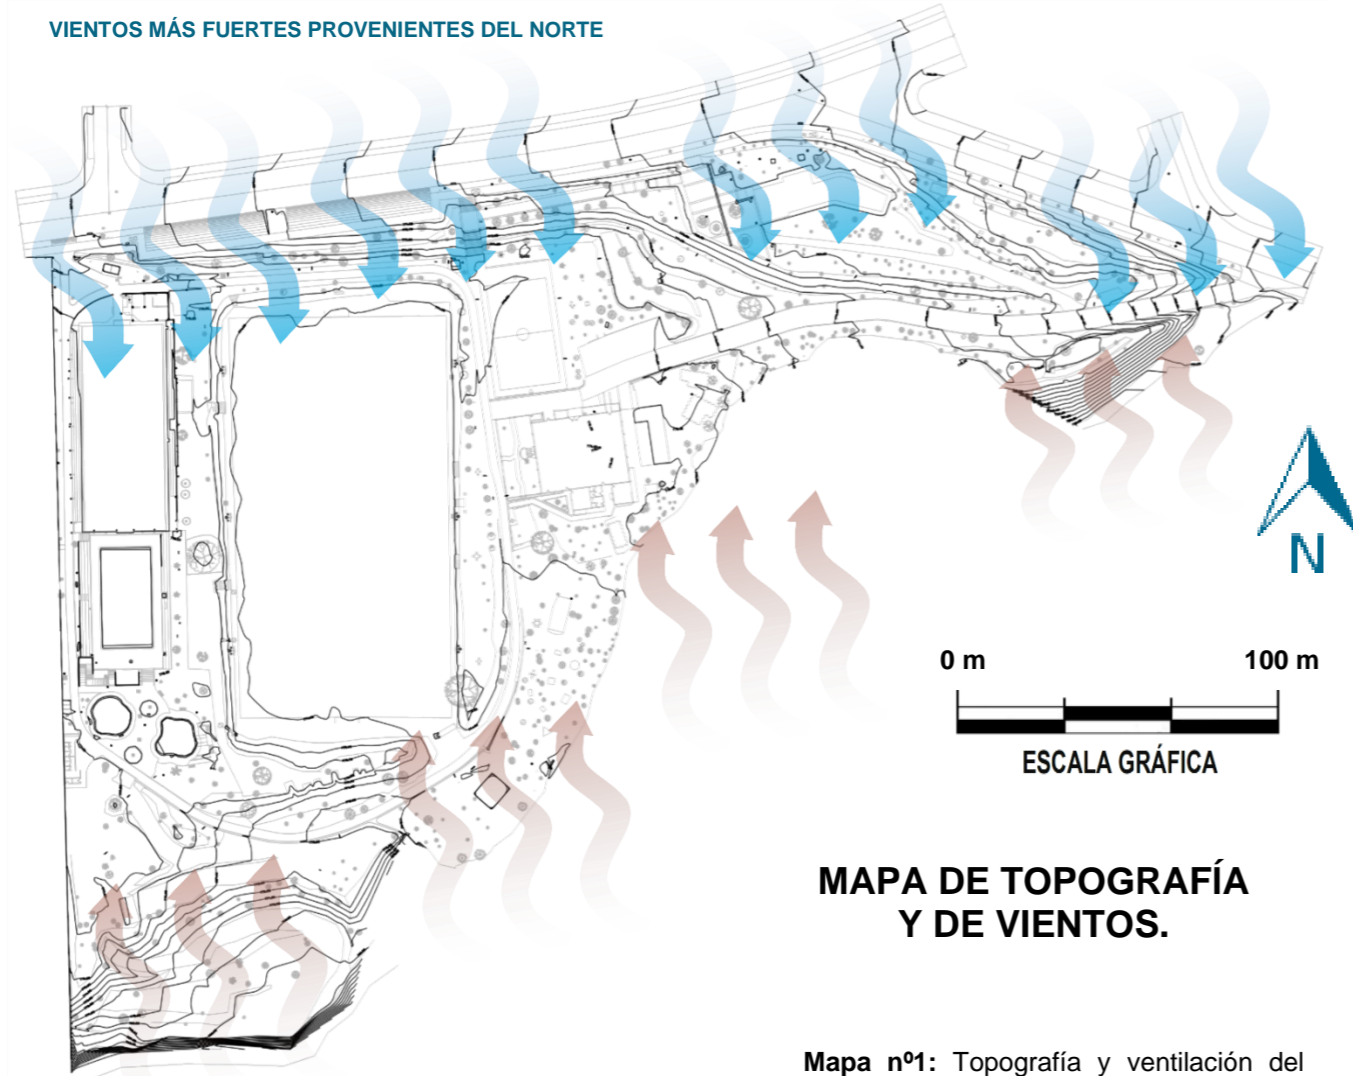 VIENTOS MÁS FUERTES PROVENIENTES DEL NORTE
N
0 m 100 m
ESCALA GRÁFICA
MAPA DE TOPOGRAFÍA
Y DE VIENTOS.
Mapa nº1: Topografía y ventilación del